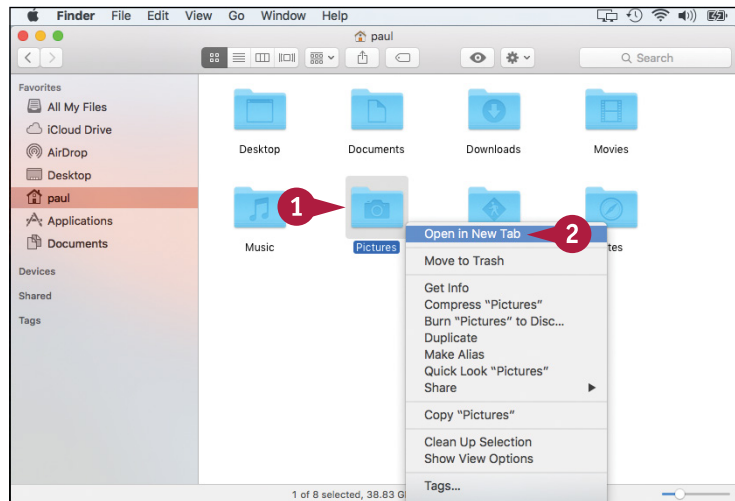 Finder File Edit View Go Window Help
paul
Search
Favorites
All My Files
iCloud Drive
AirDrop
Desktop
paul
Applications
Documents
Devices
Shared
Tags
Desktop Documents Downloads Movies
1
Music Pictures tes
Open in New Tab 2
Move to Trash
Get Info
Compress “Pictures”
Burn “Pictures” to Disc...
Duplicate
Make Alias
Quick Look “Pictures”
Share
Copy “Pictures”
Clean Up Selection
Show View Options
Tags...
1 of 8 selected, 38.83 G